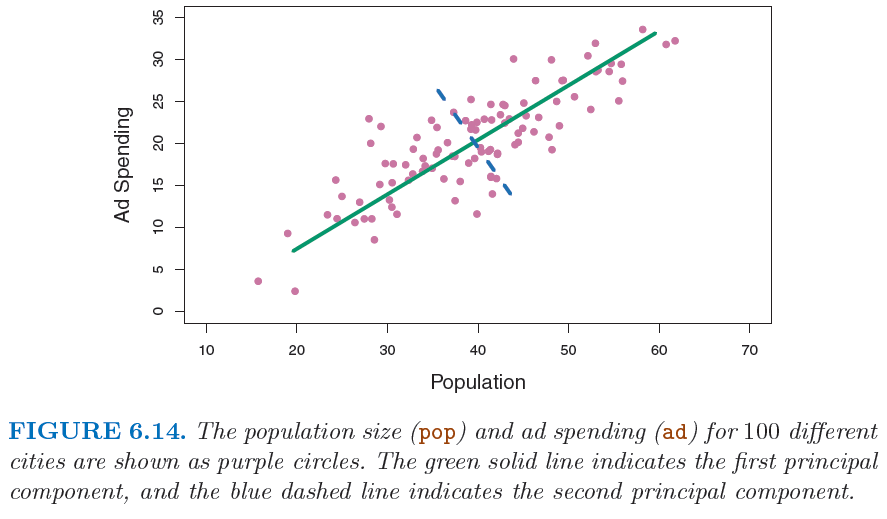 35
30
25
20
15
10
5
0
Ad Spending
10 20 30 40 50 60 70
Population
FIGURE 6.14. The population size (pop) and ad spending (ad) for 100 different
cities are shown as purple circles. The green solid line indicates the first principal
component, and the blue dashed line indicates the second principal component.